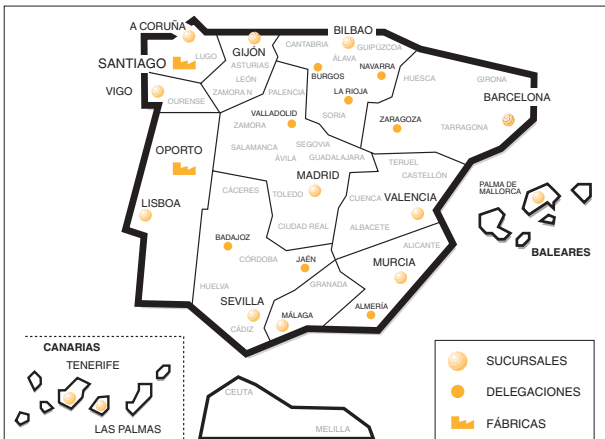 A CORUÑA
LUGO
SANTIAGO
GIJÓN
ASTURIAS
CANTABRIA
BILBAO
GUIPÚZCOA
ÁLAVA
VIGO
OURENSE
LEÓN
ZAMORA N
PALENCIA
BURGOS
NAVARRA
LA RIOJA
HUESCA
GIRONA
BARCELONA
VALLADOLID
SORIA
ZARAGOZA
TARRAGONA
ZAMORA
OPORTO
SALAMANCA
SEGOVIA
ÁVILA
GUADALAJARA
TERUEL
CASTELLÓN
MADRID
CÁCERES
TOLEDO
CUENCA
VALENCIA
PALMA DE
MALLORCA
LISBOA
CIUDAD REAL
ALBACETE
BALEARES
BADAJOZ
CÓRDOBA
JAÉN
ALICANTE
MURCIA
HUELVA
GRANADA
SEVILLA
CÁDIZ
MÁLAGA
ALMERÍA
CANARIAS
TENERIFE
LAS PALMAS
CEUTA
MELILLA
SUCURSALES
DELEGACIONES
FÁBRICAS